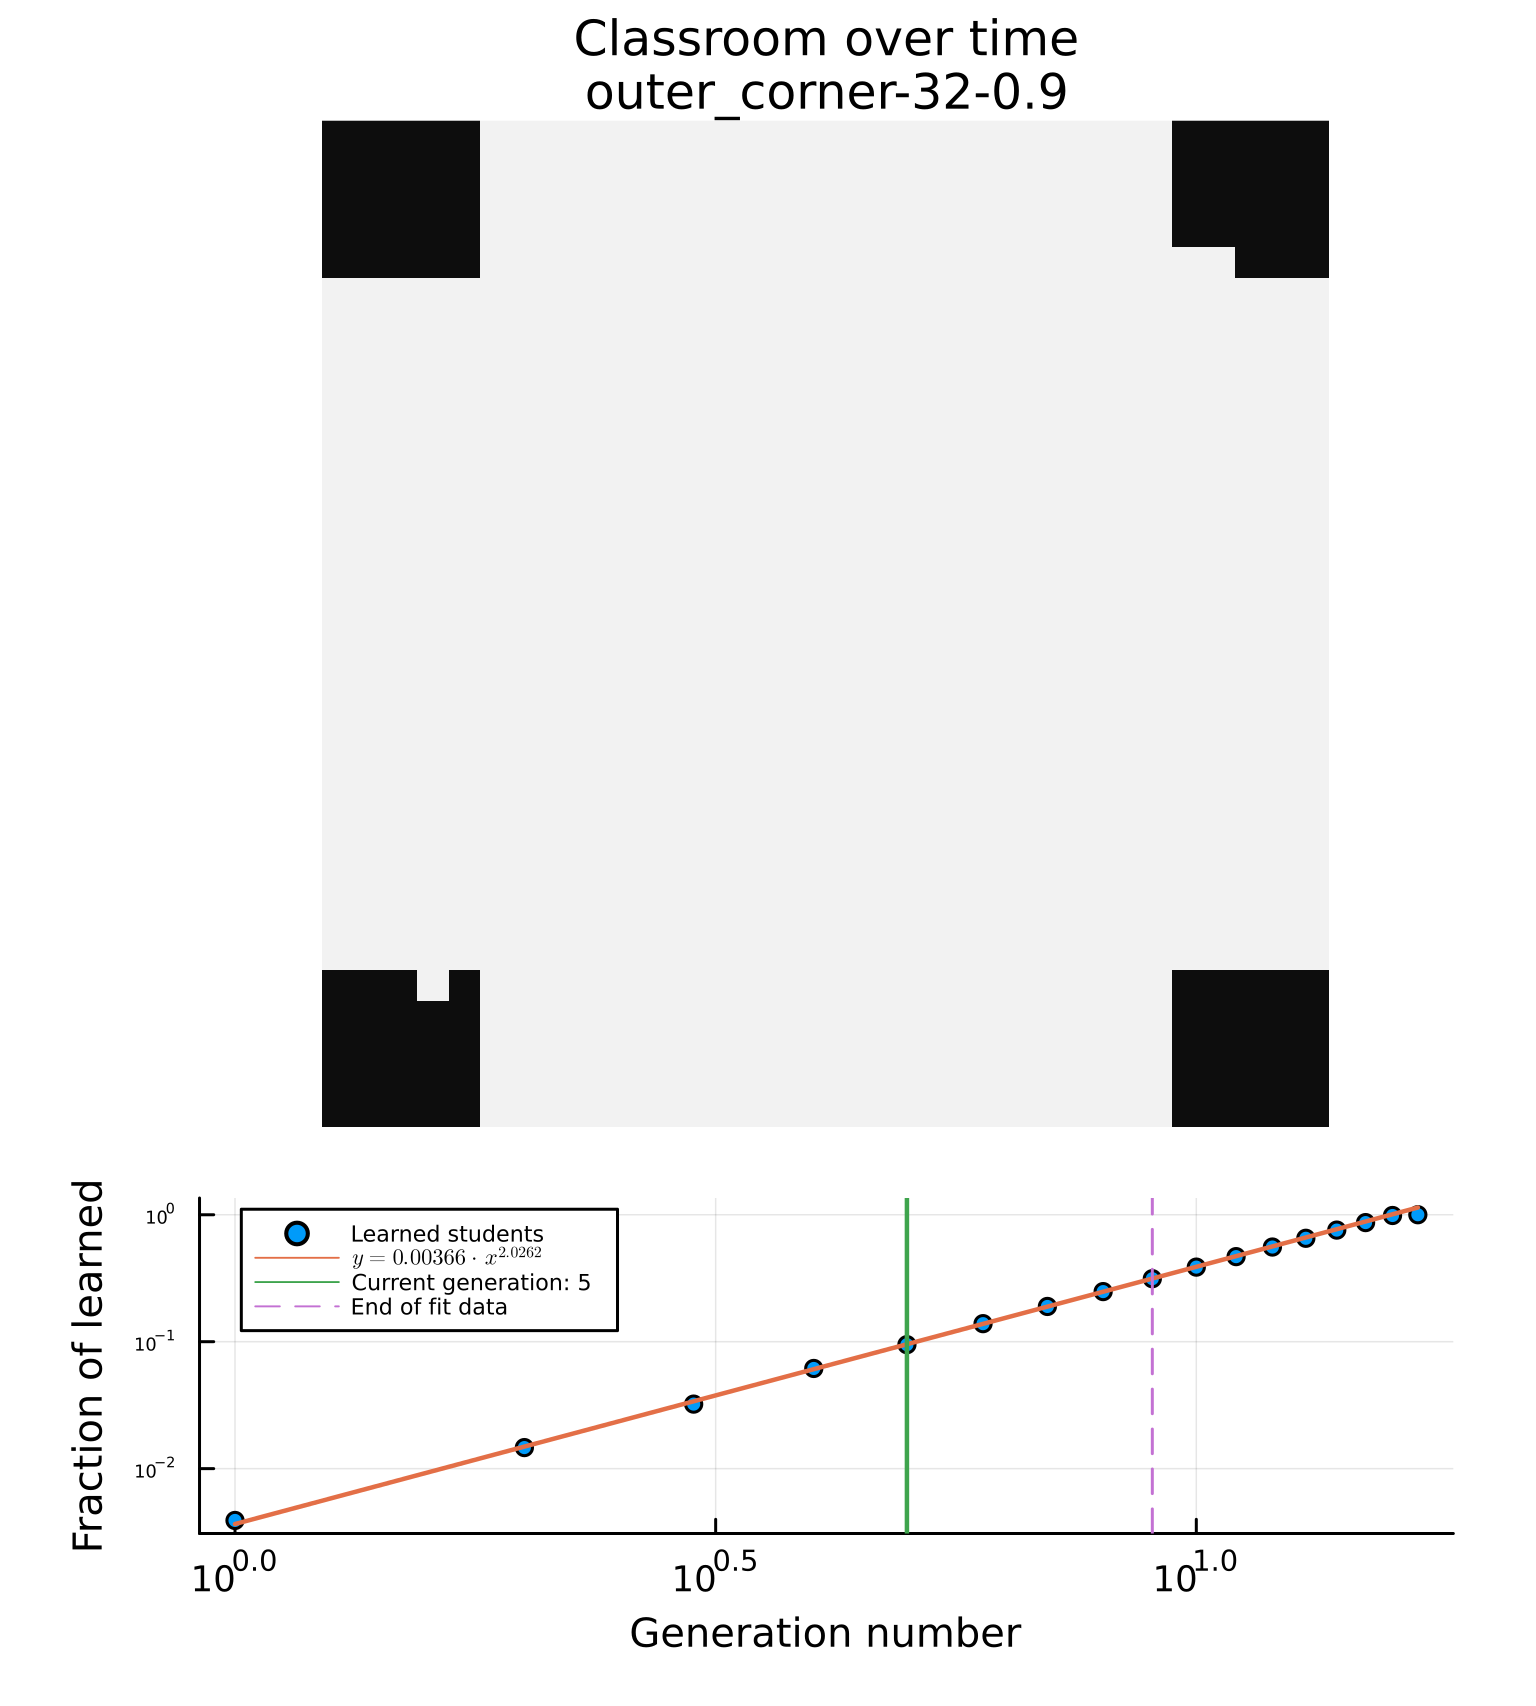 Classroom over time
outer_corner-32-0.9
Fraction of learned
10^0
10^-1
10^-2
Learned students
y = 0.00366 · x^2.0262
Current generation: 5
End of fit data
10^0.0
10^0.5
10^1.0
Generation number